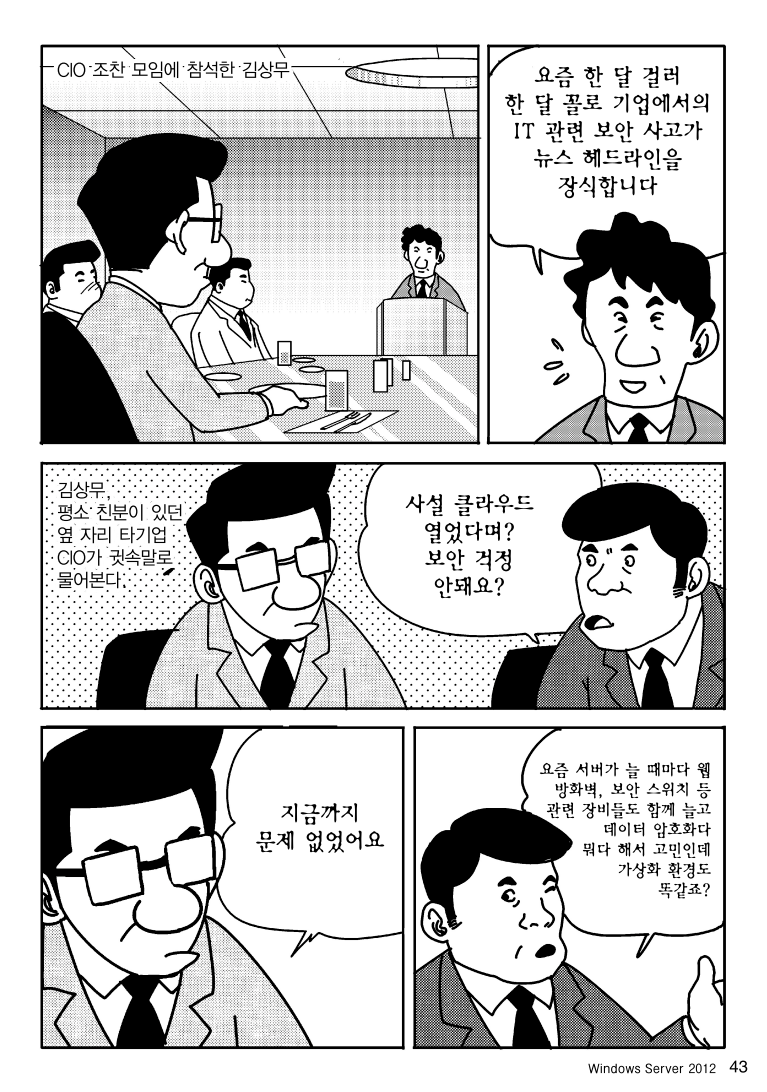 CIO 조찬 모임에 참석한 김상무
요즘 한 달 걸러
한 달 꼴로 기업에서의
IT 관련 보안 사고가
뉴스 헤드라인을
장식합니다
김상무,
평소 친분이 있던
옆 자리 타기업
CIO가 귓속말로
물어본다.
사설 클라우드
열었다며?
보안 걱정
안돼요?
지금까지
문제 없었어요
요즘 서버가 늘 때마다 웹
방화벽, 보안 스위치 등
관련 장비들도 함께 늘고
데이터 암호화다
뭐다 해서 고민인데
가상화 환경도
똑같죠?
Windows Server 2012 43